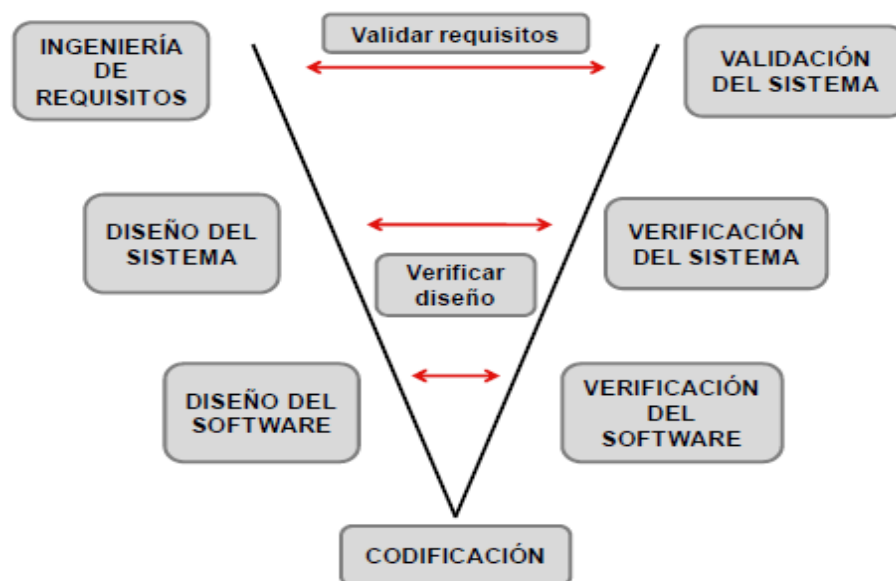 INGENIERÍA
DE
REQUISITOS
Validar requisitos
VALIDACIÓN
DEL SISTEMA
DISEÑO DEL
SISTEMA
Verificar
diseño
VERIFICACIÓN
DEL SISTEMA
DISEÑO DEL
SOFTWARE
VERIFICACIÓN
DEL
SOFTWARE
CODIFICACIÓN